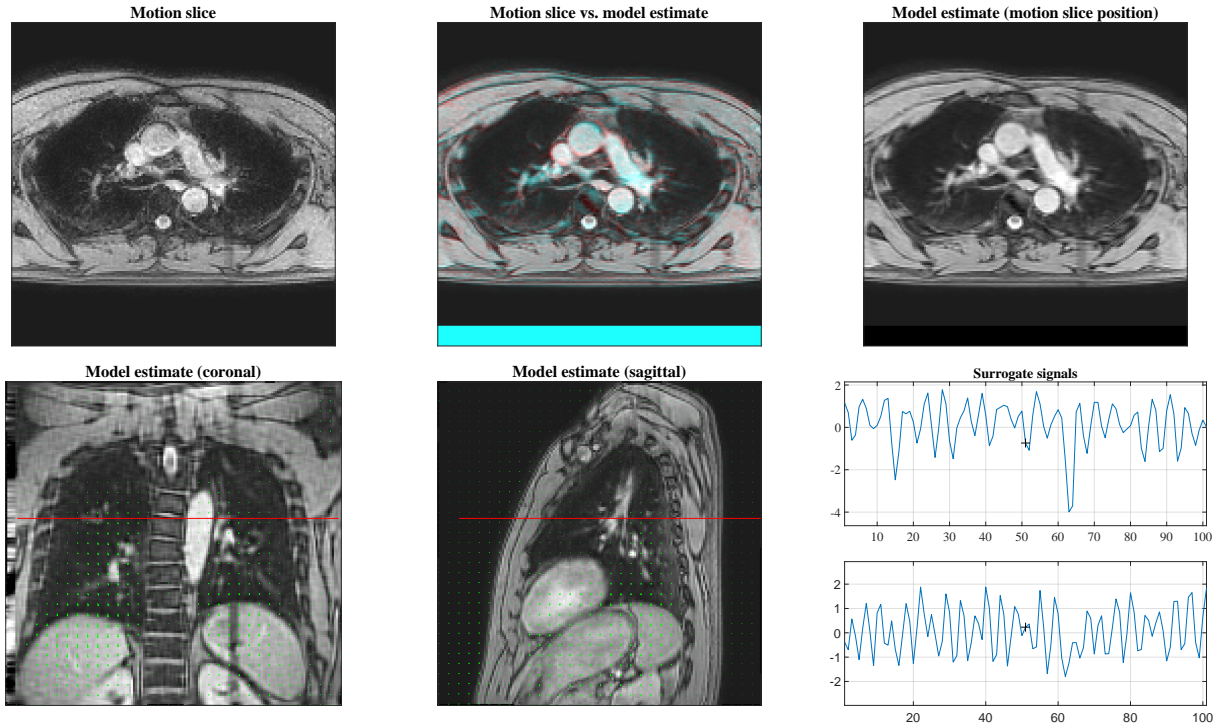 Motion slice
Motion slice vs. model estimate
Model estimate (motion slice position)
Model estimate (coronal)
Model estimate (sagittal)
Surrogate signals
2
0
-2
-4
10 20 30 40 50 60 70 80 90 100
2
1
0
-1
-2
20 40 60 80 100